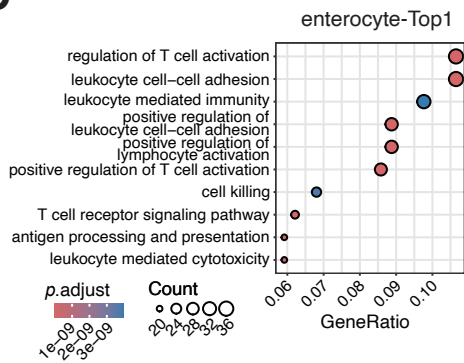 enterocyte-Top1
regulation of T cell activation
leukocyte cell−cell adhesion
leukocyte mediated immunity
positive regulation of
leukocyte cell−cell adhesion
positive regulation of
lymphocyte activation
positive regulation of T cell activation
cell killing
T cell receptor signaling pathway
antigen processing and presentation
leukocyte mediated cytotoxicity
0.06 0.07 0.08 0.09 0.10
GeneRatio
p.adjust
1e−09 2e−09 3e−09
Count
20 24 28 32 36